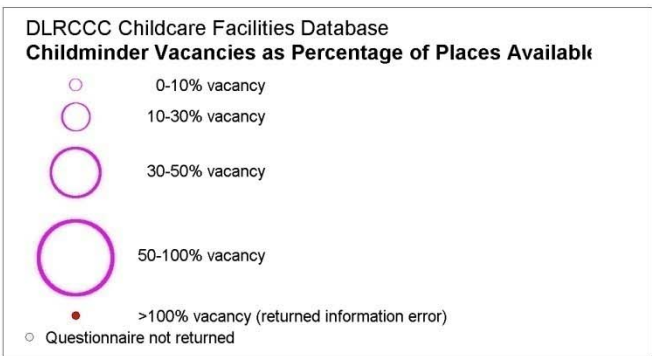 DLRCCC Childcare Facilities Database
Childminder Vacancies as Percentage of Places Available
0-10% vacancy
10-30% vacancy
30-50% vacancy
50-100% vacancy
>100% vacancy (returned information error)
Questionnaire not returned